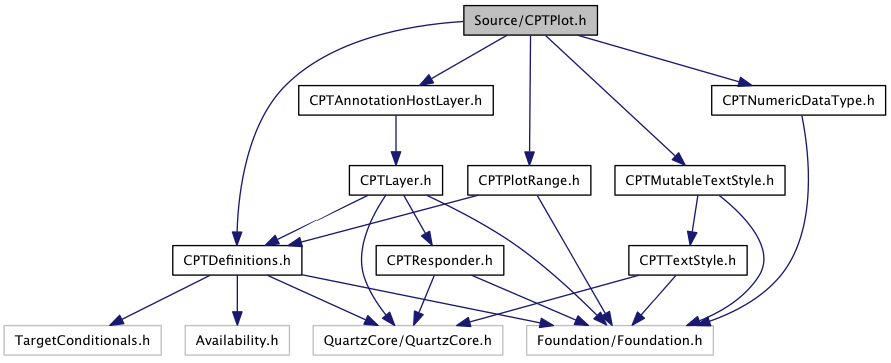 Source/CPTPlot.h
CPTAnnotationHostLayer.h
CPTNumericDataType.h
CPTLayer.h
CPTPlotRange.h
CPTMutableTextStyle.h
CPTDefinitions.h
CPTResponder.h
CPTTextStyle.h
TargetConditionals.h
Availability.h
QuartzCore/QuartzCore.h
Foundation/Foundation.h